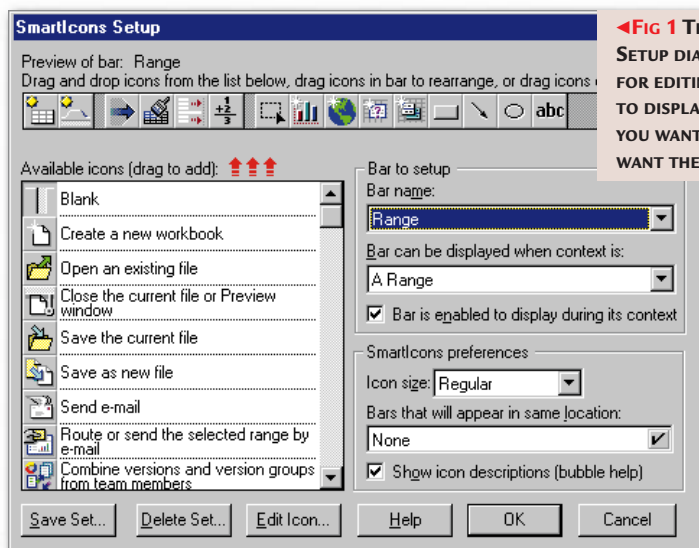 SmartIcons Setup
◄FIG 1
SETUP
FOR
TO
YOU WANT
WANT
Preview of bar: Range
Drag and drop icons from the list below, drag icons in bar to rearrange, or drag icons
+1/2 3
abc
Available icons (drag to add):
Blank
Create a new workbook
Open an existing file
Close the current file or Preview
window
Save the current file
Save as new file
Send e-mail
Route or send the selected range by
e-mail
Combine versions and version groups
from team members
Bar to setup
Bar name:
Range
Bar can be displayed when context is:
A Range
Bar is enabled to display during its context
SmartIcons preferences
Icon size: Regular
Bars that will appear in same location:
None
Show icon descriptions (bubble help)
Save Set... Delete Set... Edit Icon... Help OK Cancel